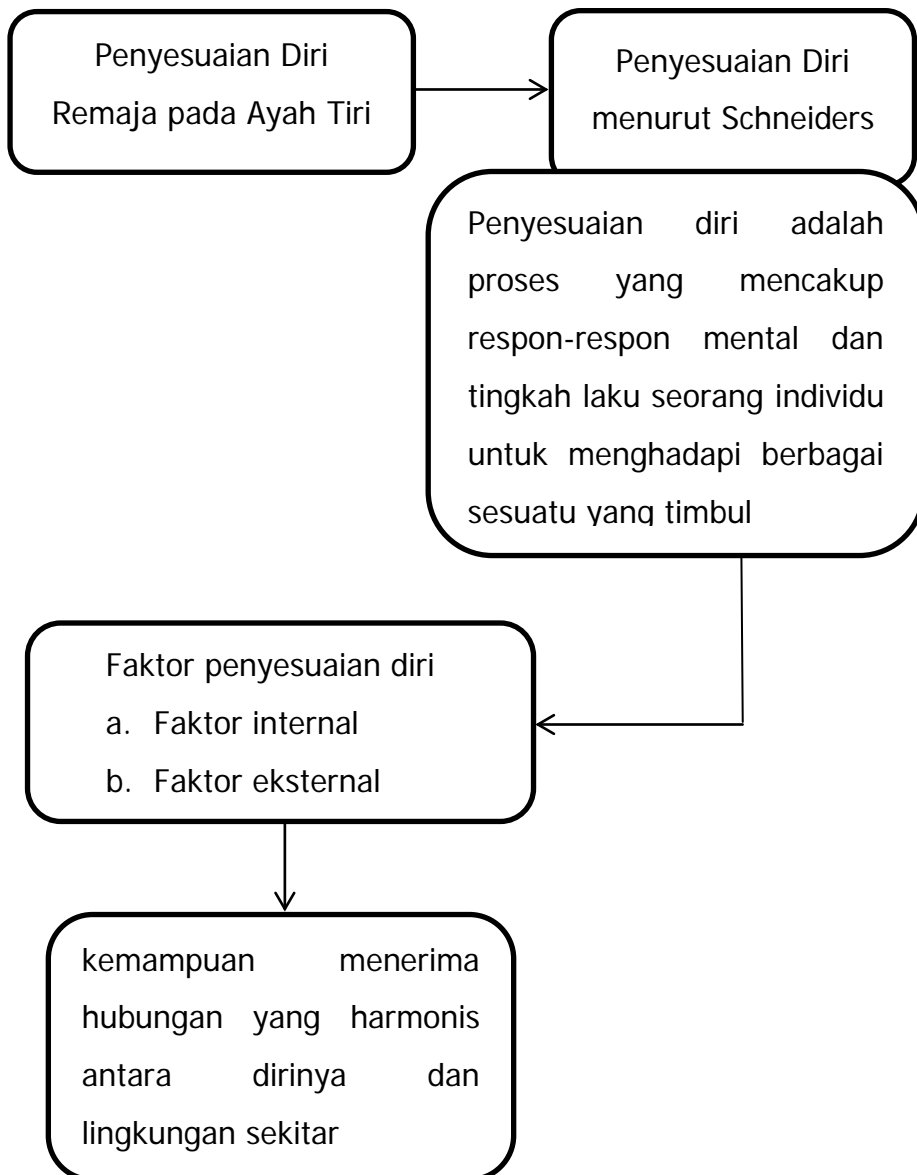 Penyesuaian Diri
Remaja pada Ayah Tiri
Penyesuaian Diri
menurut Schneiders
Penyesuaian diri adalah
proses yang mencakup
respon-respon mental dan
tingkah laku seorang individu
untuk menghadapi berbagai
sesuatu yang timbul
Faktor penyesuaian diri
a. Faktor internal
b. Faktor eksternal
kemampuan menerima
hubungan yang harmonis
antara dirinya dan
lingkungan sekitar